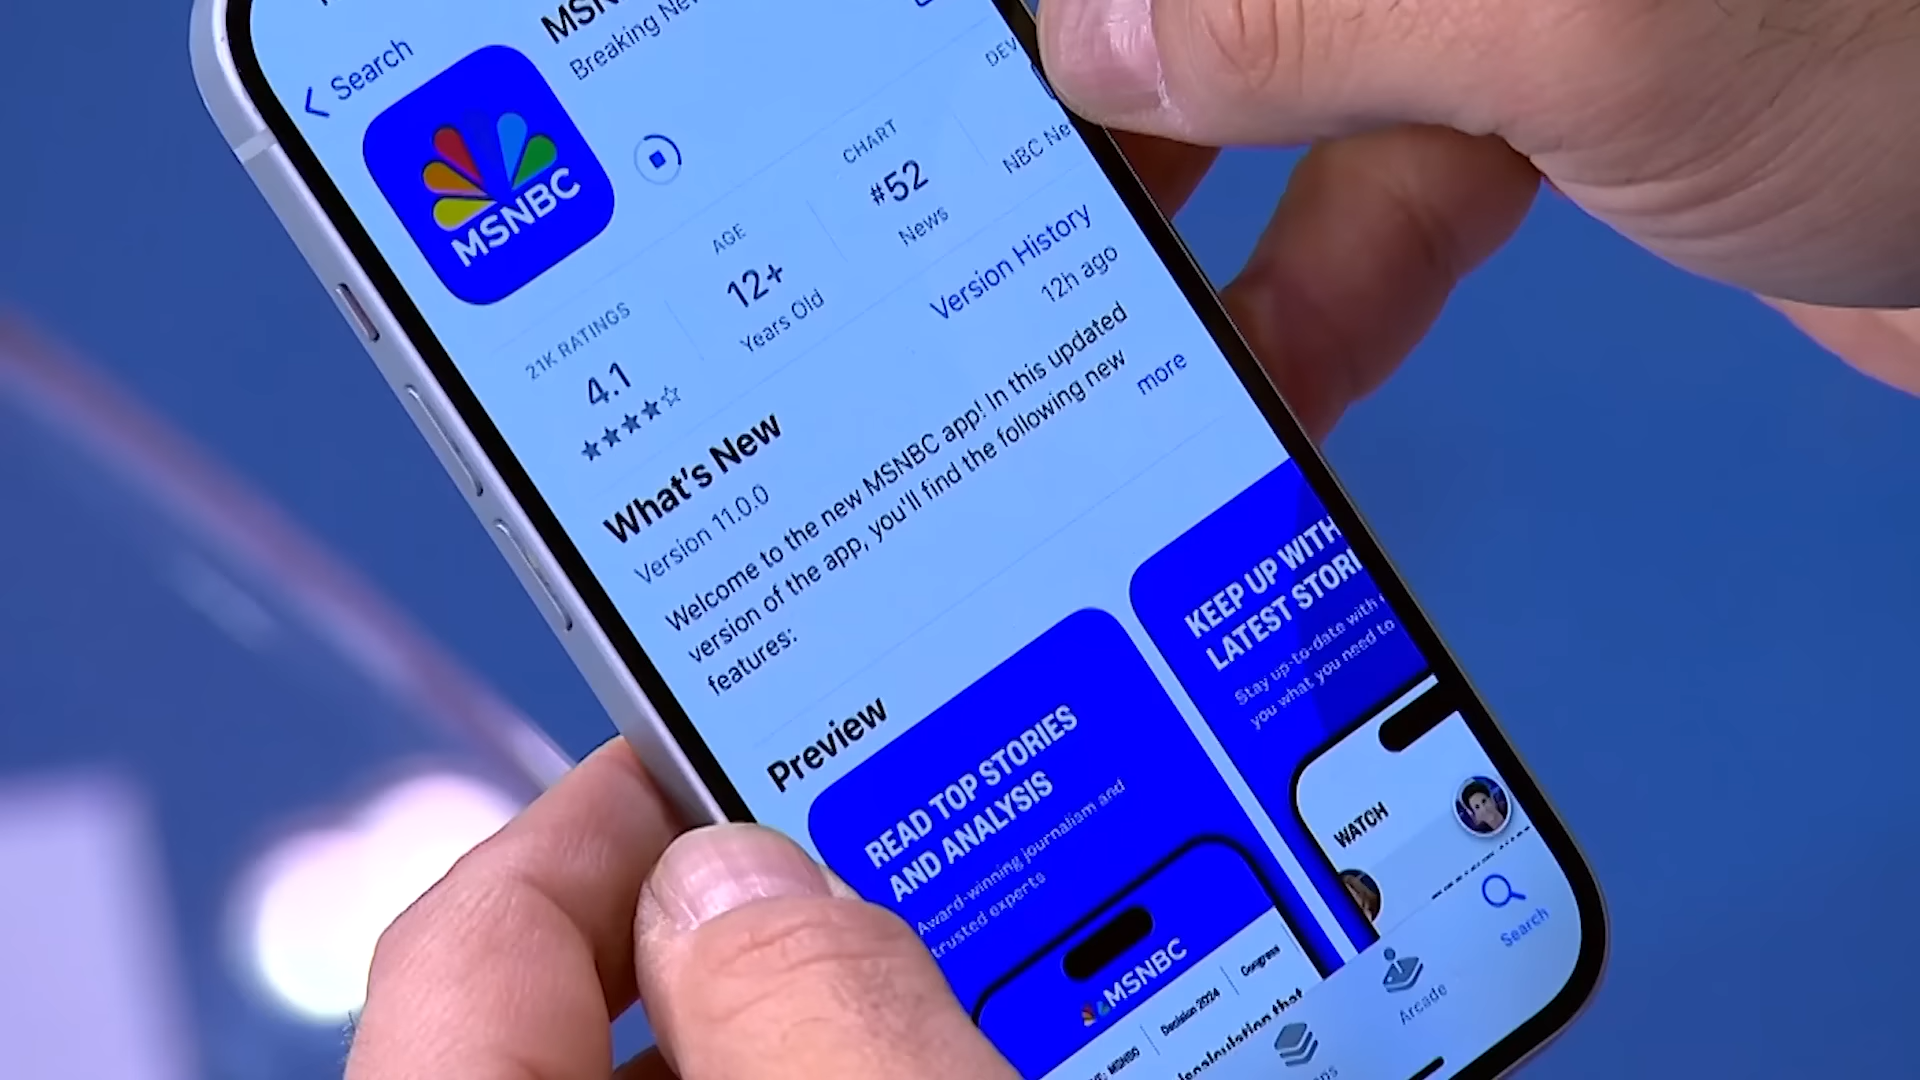 Search
MSNBC
Breaking
21K RATINGS
4.1
★★★★☆
AGE
12+
Years Old
CHART
#52
News
DEV
NBC
What's New
Version History
Version 11.0.0
12h ago
Welcome to the new MSNBC app! In this updated
version of the app, you'll find the following new
features:
more
Preview
READ TOP STORIES
AND ANALYSIS
Award-winning journalism and
trusted experts
MSNBC
Decision 2024
Congress
KEEP UP WITH
LATEST
Stay up-to-date with
you what you need to
WATCH
Arcade
Search